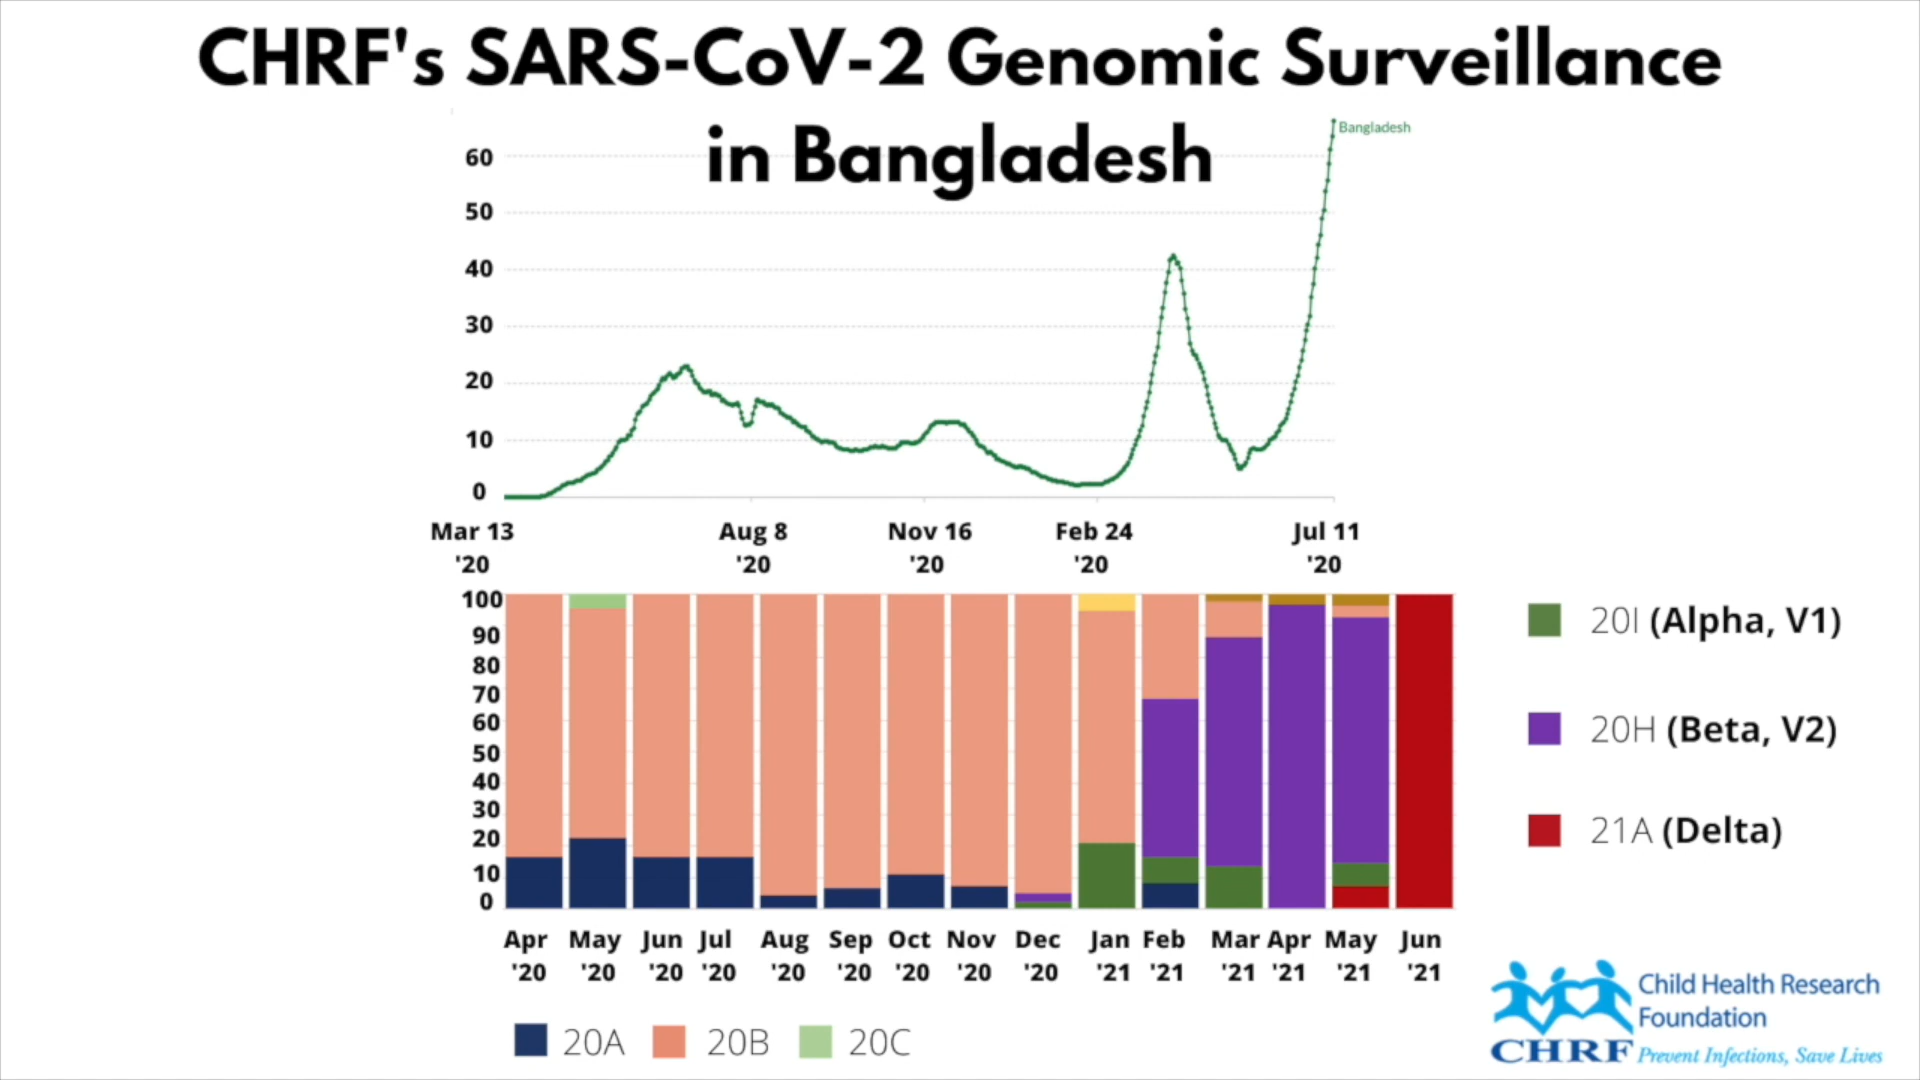 CHRF's SARS-CoV-2 Genomic Surveillance
in Bangladesh
Bangladesh
60
50
40
30
20
10
0
Mar 13 Aug 8 Nov 16 Feb 24 Jul 11
'20 '20 '20 '20 '20
100
90
80
70
60
50
40
30
20
10
0
Apr May Jun Jul Aug Sep Oct Nov Dec Jan Feb Mar Apr May Jun
'20 '20 '20 '20 '20 '20 '20 '20 '20 '21 '21 '21 '21 '21 '21
20A 20B 20C
20I (Alpha, V1)
20H (Beta, V2)
21A (Delta)
Child Health Research
Foundation
CHRF Prevent Infections, Save Lives